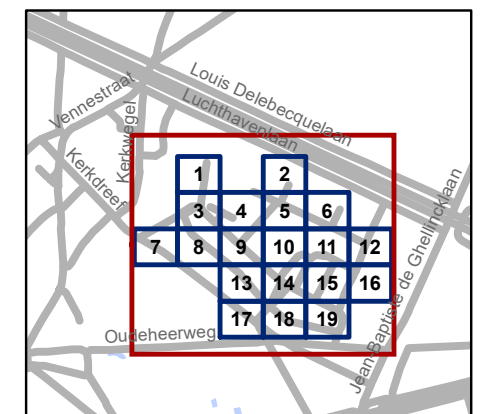 Louis Delebecquelaan
Luchthavenlaan
Vennestraat
Kerkwegel
Kerkdreef
1 2
3 4 5 6
7 8 9 10 11 12
13 14 15 16
17 18 19
Oudeheerweg
Jean-Baptiste de Ghellincklaan